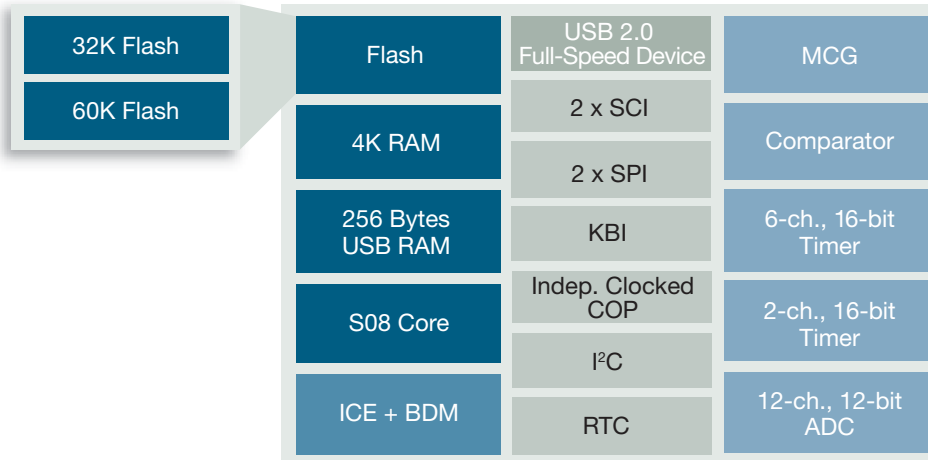 32K Flash
60K Flash
Flash
4K RAM
256 Bytes
USB RAM
S08 Core
ICE + BDM
USB 2.0
Full-Speed Device
2 x SCI
2 x SPI
KBI
Indep. Clocked
COP
I²C
RTC
MCG
Comparator
6-ch., 16-bit
Timer
2-ch., 16-bit
Timer
12-ch., 12-bit
ADC